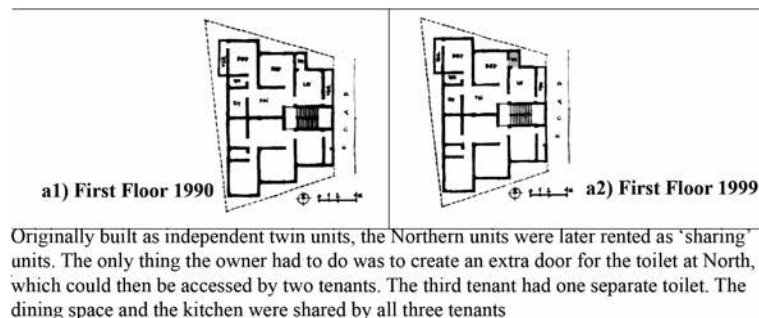 a1) First Floor 1990
a2) First Floor 1999
R O A D
R O A D
Originally built as independent twin units, the Northern units were later rented as ‘sharing’
units. The only thing the owner had to do was to create an extra door for the toilet at North,
which could then be accessed by two tenants. The third tenant had one separate toilet. The
dining space and the kitchen were shared by all three tenants